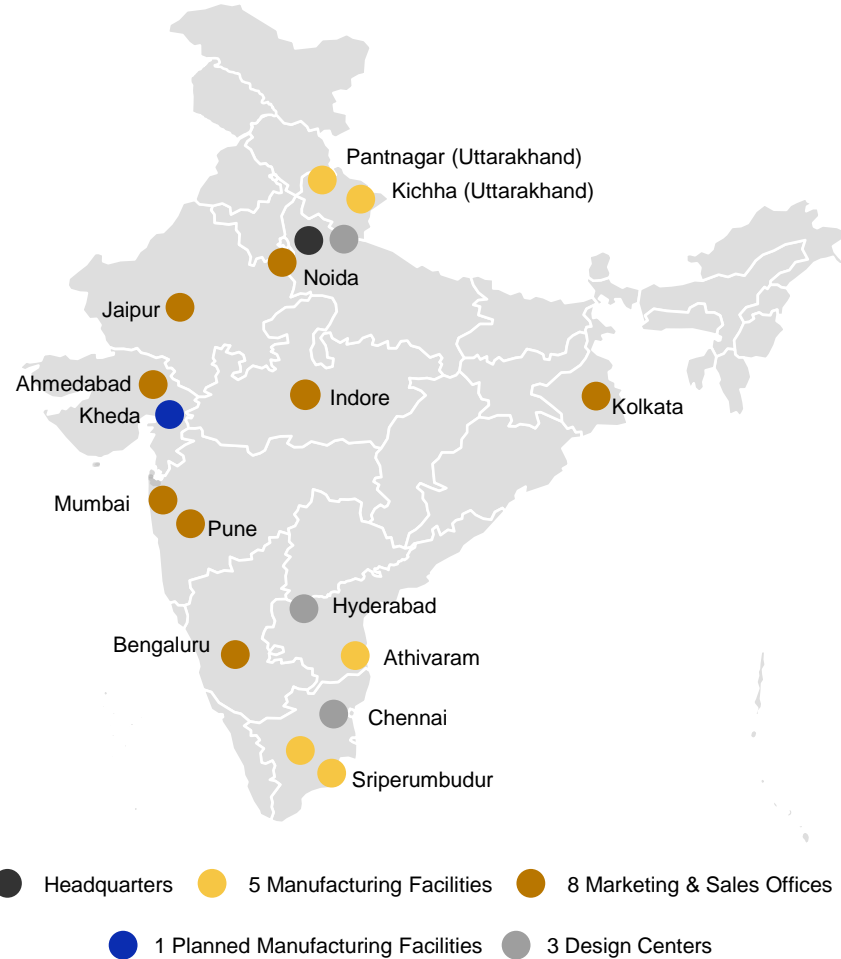 Pantnagar (Uttarakhand)
Kichha (Uttarakhand)
Noida
Jaipur
Ahmedabad
Indore
Kolkata
Kheda
Mumbai
Pune
Hyderabad
Bengaluru
Athivaram
Chennai
Sriperumbudur
Headquarters
5 Manufacturing Facilities
8 Marketing & Sales Offices
1 Planned Manufacturing Facilities
3 Design Centers